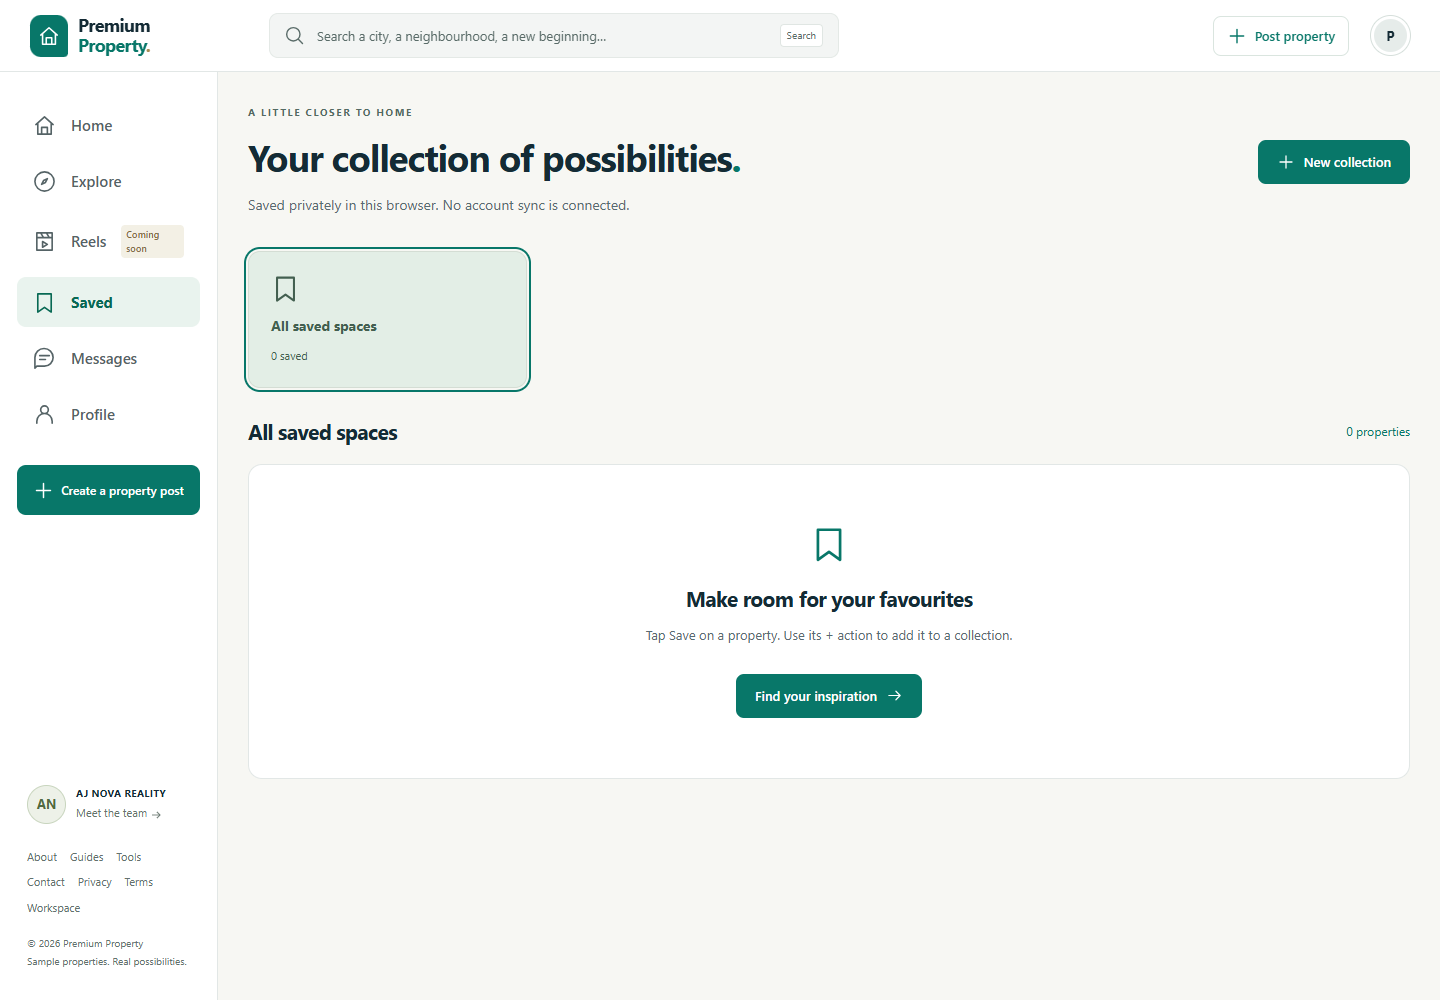 Premium
Property.
Search a city, a neighbourhood, a new beginning...
Search
Post property
P
Home
Explore
Reels
Coming
soon
Saved
Messages
Profile
Create a property post
AN
AJ NOVA REALITY
Meet the team →
About Guides Tools
Contact Privacy Terms
Workspace
© 2026 Premium Property
Sample properties. Real possibilities.
A LITTLE CLOSER TO HOME
Your collection of possibilities.
New collection
Saved privately in this browser. No account sync is connected.
All saved spaces
0 saved
All saved spaces
0 properties
Make room for your favourites
Tap Save on a property. Use its + action to add it to a collection.
Find your inspiration →